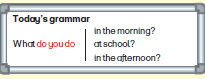 Today's grammar
in the morning?
What do you do at school?
in the afternoon?